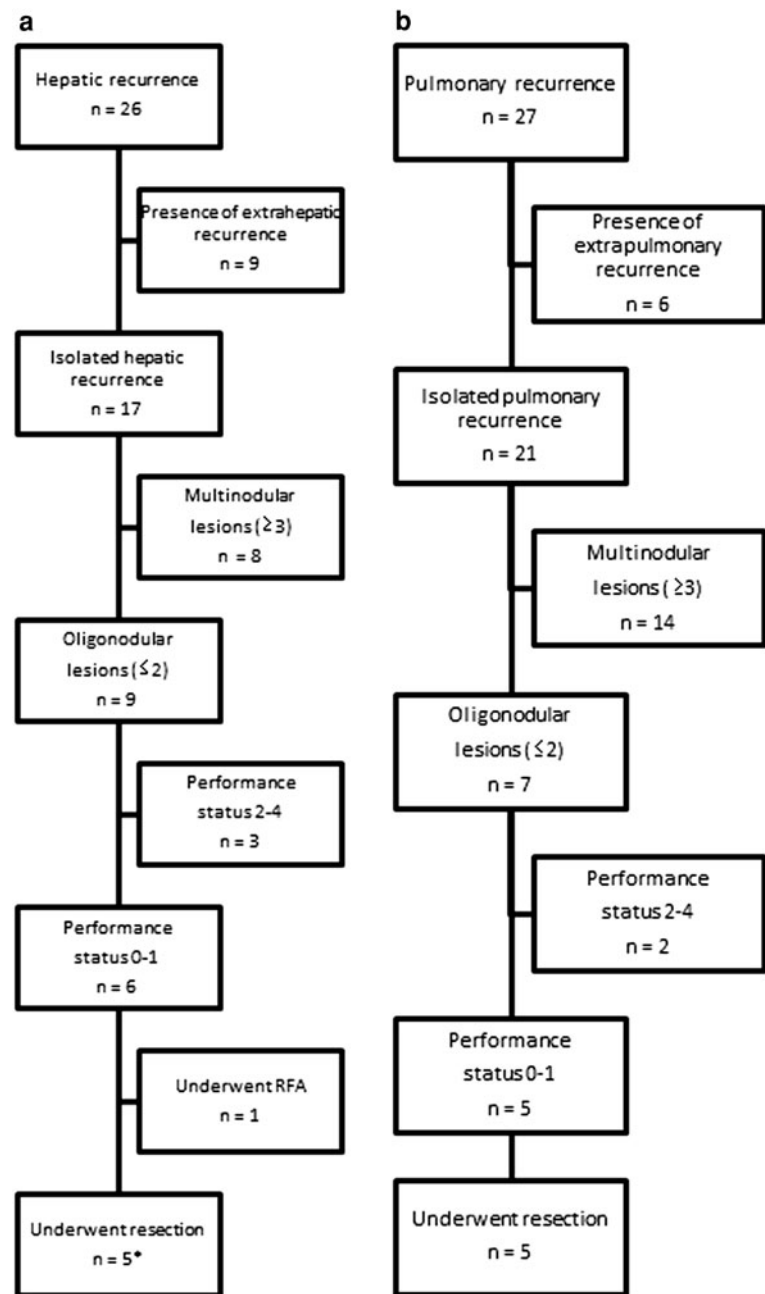 a
Hepatic recurrence
n = 26
Presence of extrahepatic
recurrence
n = 9
Isolated hepatic
recurrence
n = 17
Multinodular
lesions (≥3)
n = 8
Oligonodular
lesions (≤2)
n = 9
Performance
status 2-4
n = 3
Performance
status 0-1
n = 6
Underwent RFA
n = 1
Underwent resection
n = 5*
b
Pulmonary recurrence
n = 27
Presence of
extrapulmonary
recurrence
n = 6
Isolated pulmonary
recurrence
n = 21
Multinodular
lesions ( ≥3)
n = 14
Oligonodular
lesions (≤2)
n = 7
Performance
status 2-4
n = 2
Performance
status 0-1
n = 5
Underwent resection
n = 5